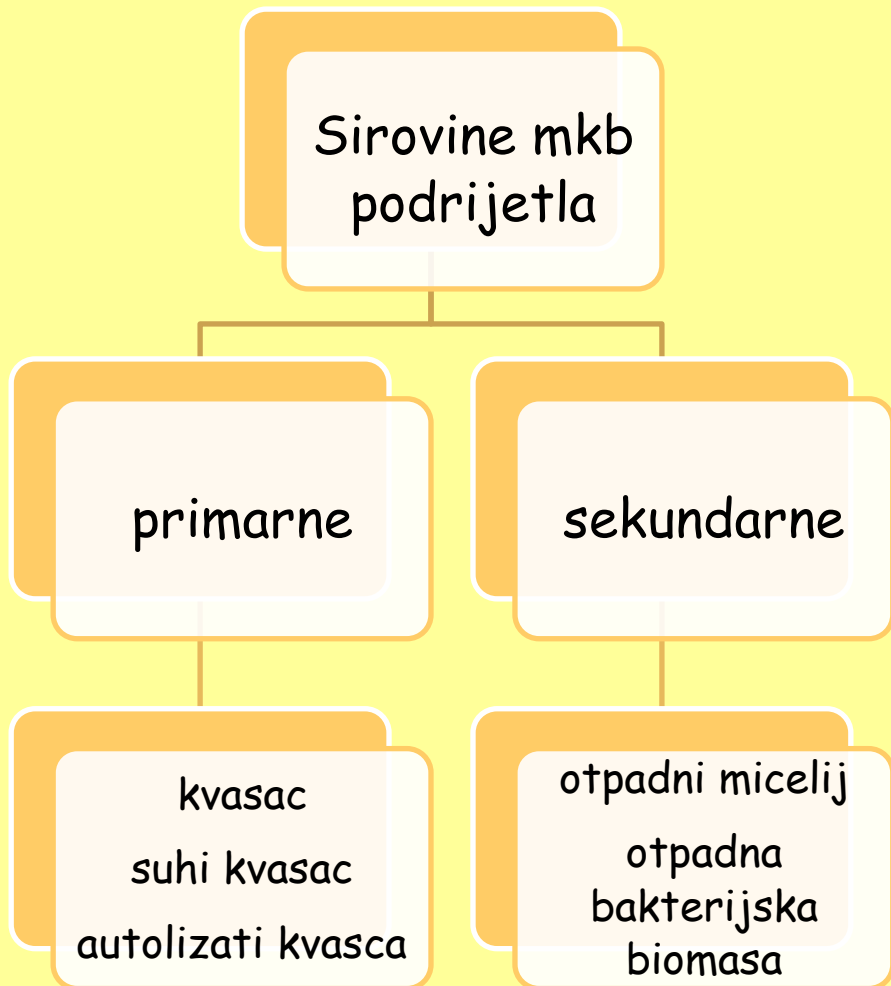 Sirovine mkb
podrijetla
primarne
sekundarne
kvasac
suhi kvasac
autolizati kvasca
otpadni micelij
otpadna
bakterijska
biomasa